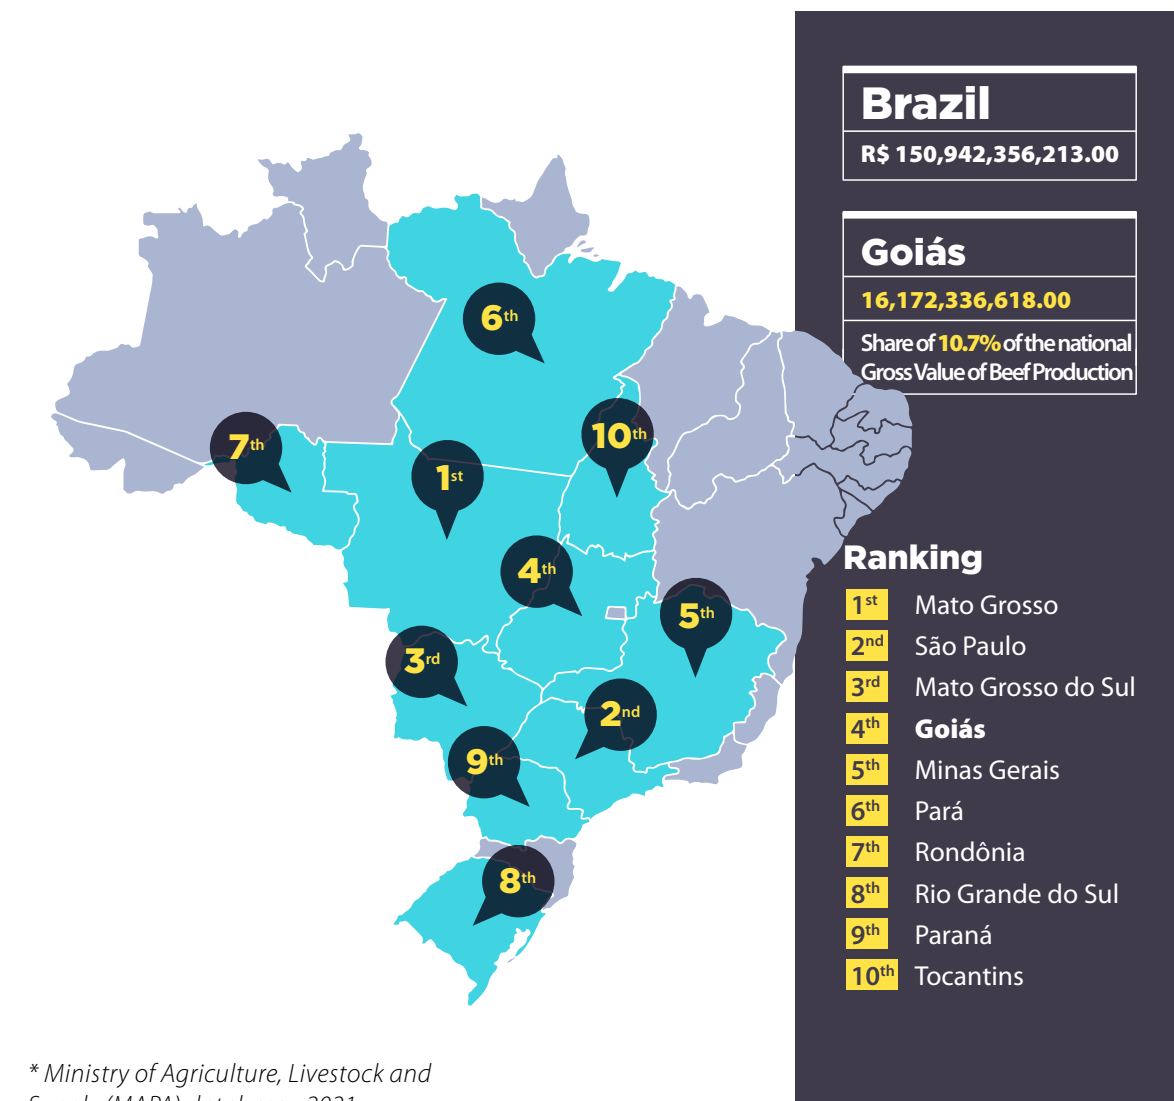 Brazil
R$ 150,942,356,213.00
Goiás
16,172,336,618.00
Share of 10.7% of the national
Gross Value of Beef Production
6th
7th
10th
1st
4th
5th
3rd
2nd
9th
8th
Ranking
1st Mato Grosso
2nd São Paulo
3rd Mato Grosso do Sul
4th Goiás
5th Minas Gerais
6th Pará
7th Rondônia
8th Rio Grande do Sul
9th Paraná
10th Tocantins
* Ministry of Agriculture, Livestock and